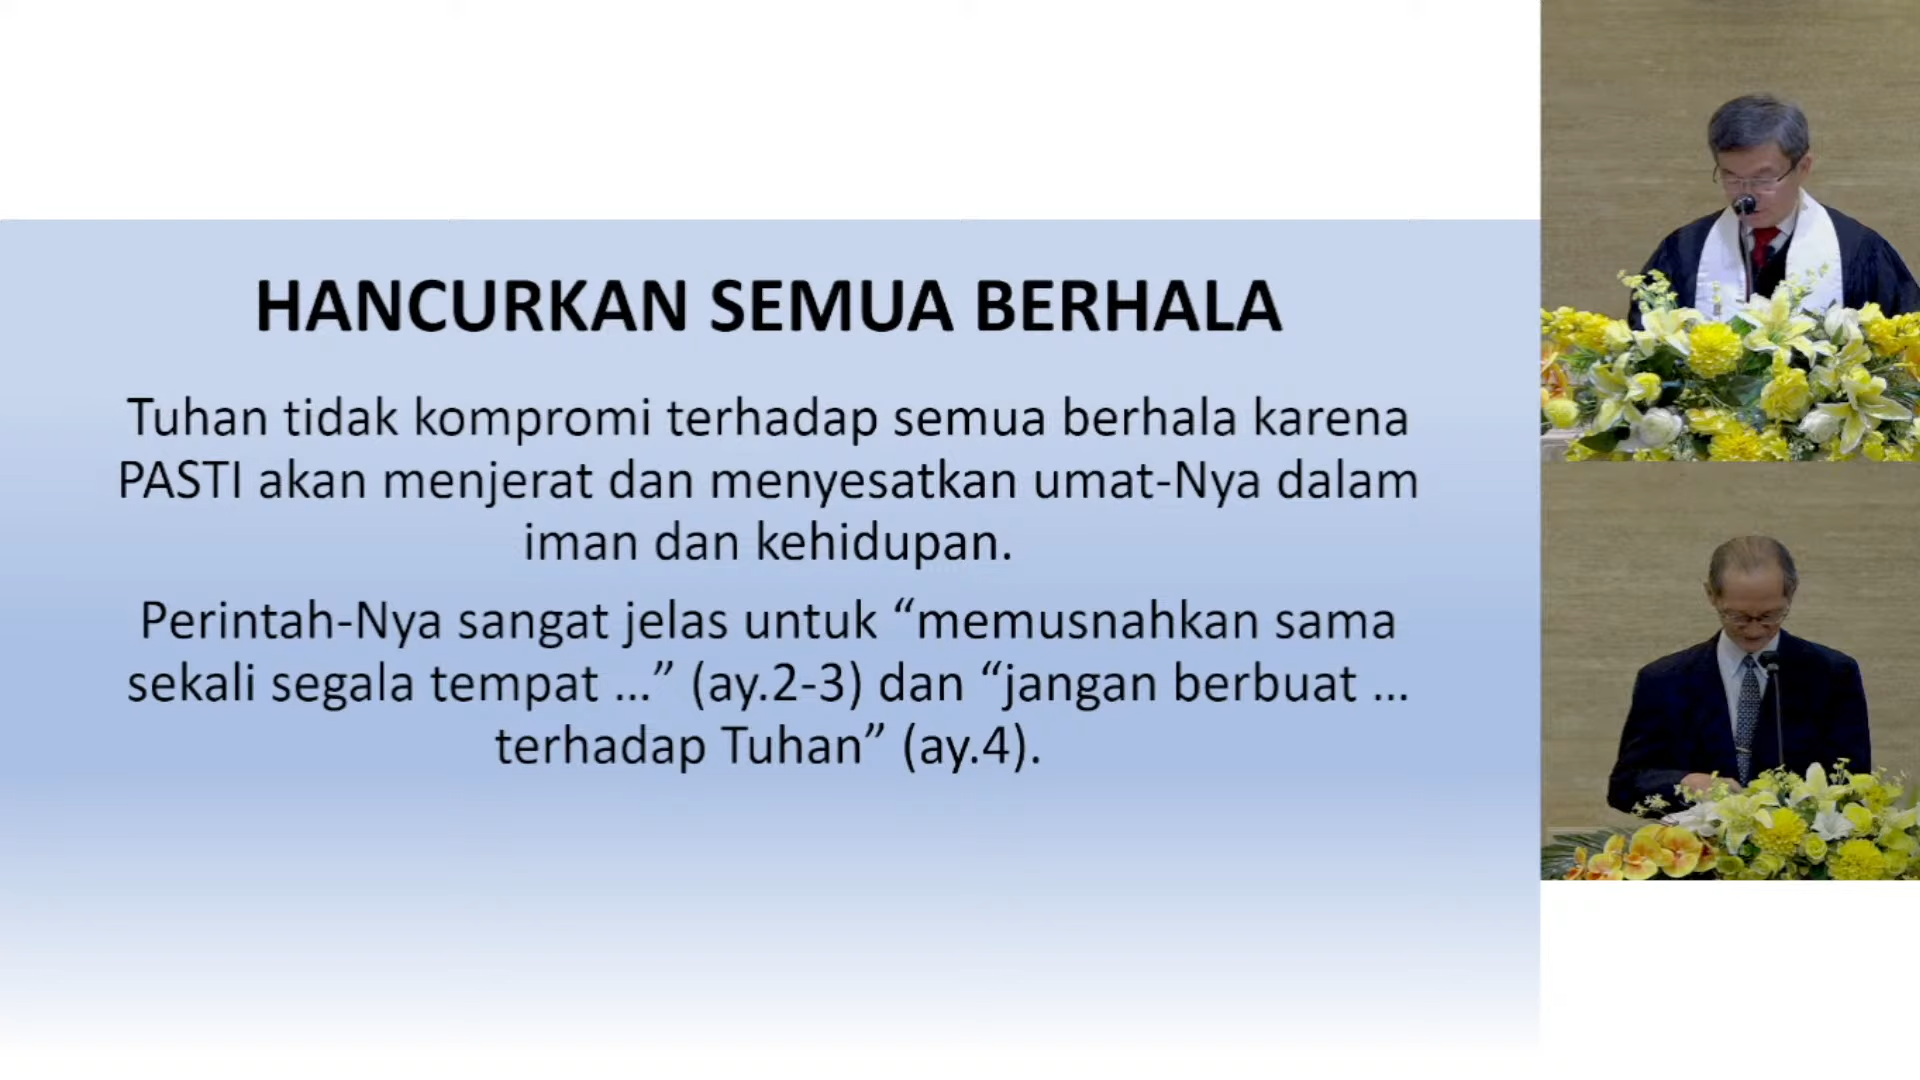 HANCURKAN SEMUA BERHALA
Tuhan tidak kompromi terhadap semua berhala karena
PASTI akan menjerat dan menyesatkan umat-Nya dalam
iman dan kehidupan.
Perintah-Nya sangat jelas untuk “memusnahkan sama
sekali segala tempat ...” (ay.2-3) dan “jangan berbuat ...
terhadap Tuhan” (ay.4).